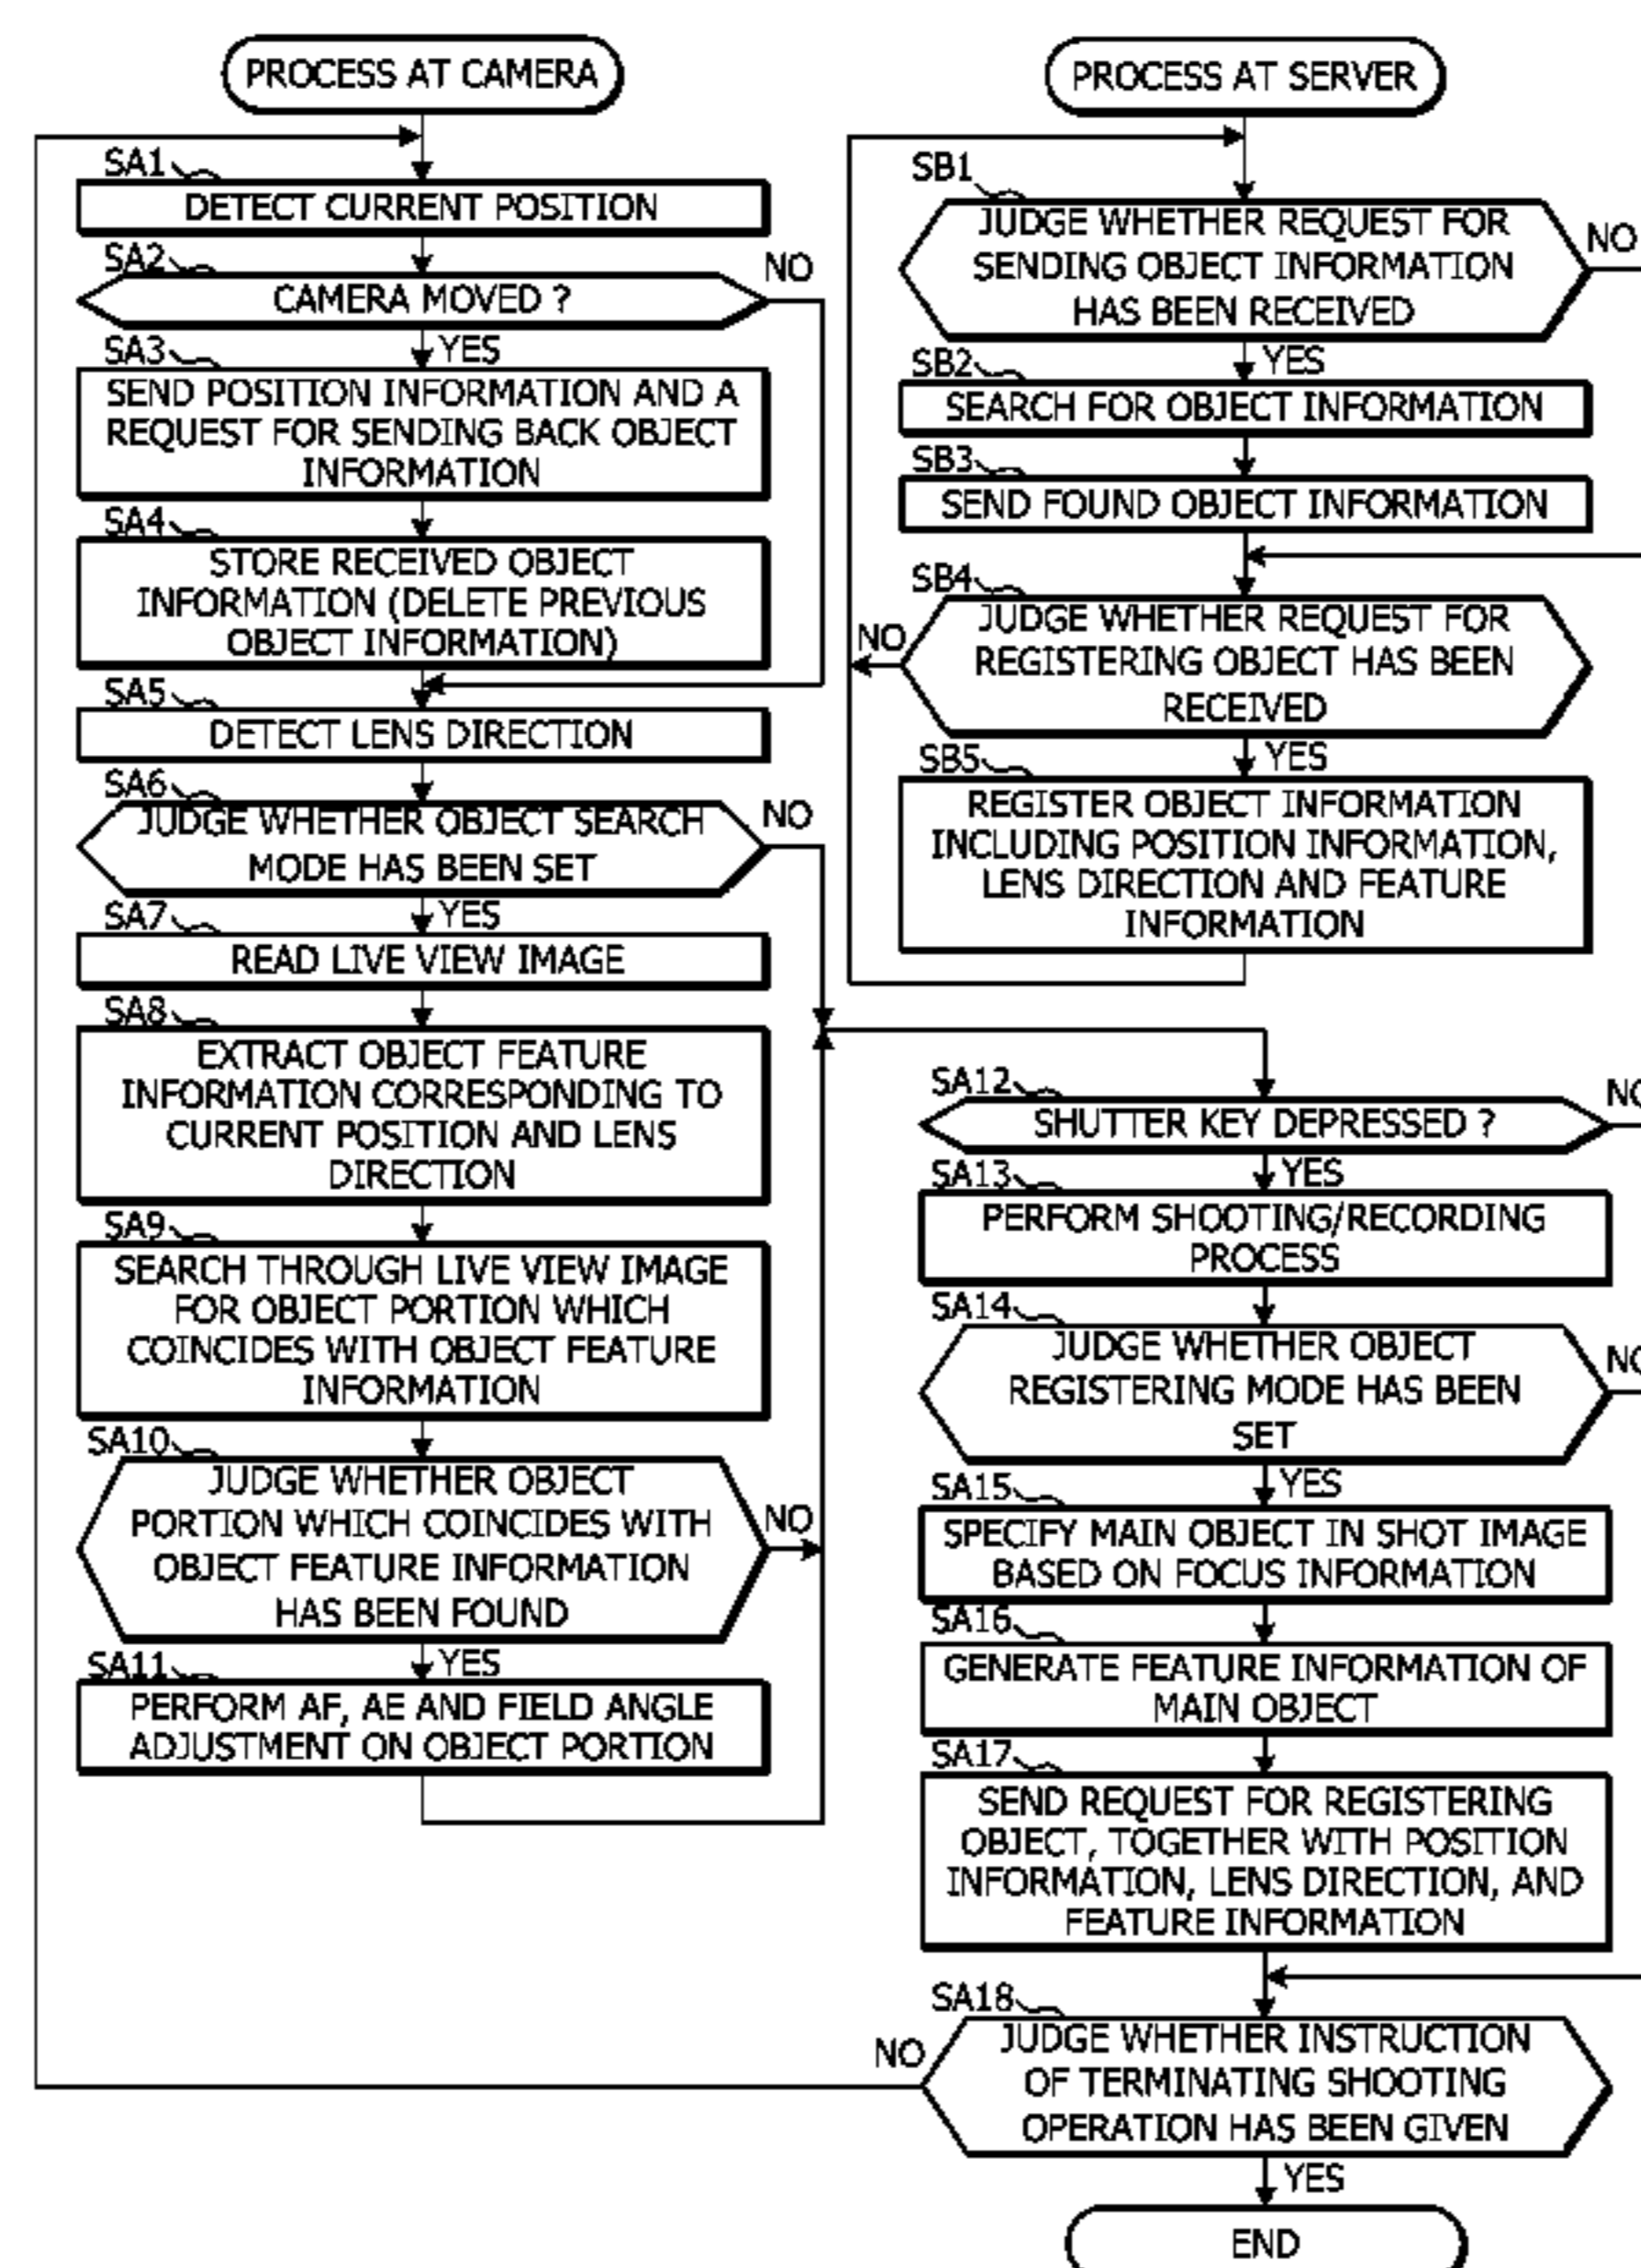 PROCESS AT CAMERA
SA1
DETECT CURRENT POSITION
SA2
NO
CAMERA MOVED ?
SA3
YES
SEND POSITION INFORMATION AND A
REQUEST FOR SENDING BACK OBJECT
INFORMATION
SA4
STORE RECEIVED OBJECT
INFORMATION (DELETE PREVIOUS
OBJECT INFORMATION)
SA5
DETECT LENS DIRECTION
SA6
NO
JUDGE WHETHER OBJECT SEARCH
MODE HAS BEEN SET
SA7
YES
READ LIVE VIEW IMAGE
SA8
EXTRACT OBJECT FEATURE
INFORMATION CORRESPONDING TO
CURRENT POSITION AND LENS
DIRECTION
SA9
SEARCH THROUGH LIVE VIEW IMAGE
FOR OBJECT PORTION WHICH
COINCIDES WITH OBJECT FEATURE
INFORMATION
SA10
JUDGE WHETHER OBJECT
PORTION WHICH COINCIDES WITH
NO
OBJECT FEATURE INFORMATION
HAS BEEN FOUND
SA11
YES
PERFORM AF, AE AND FIELD ANGLE
ADJUSTMENT ON OBJECT PORTION
PROCESS AT SERVER
SB1
JUDGE WHETHER REQUEST FOR
NO
SENDING OBJECT INFORMATION
HAS BEEN RECEIVED
SB2
YES
SEARCH FOR OBJECT INFORMATION
SB3
SEND FOUND OBJECT INFORMATION
SB4
JUDGE WHETHER REQUEST FOR
NO
REGISTERING OBJECT HAS BEEN
RECEIVED
SB5
YES
REGISTER OBJECT INFORMATION
INCLUDING POSITION INFORMATION,
LENS DIRECTION AND FEATURE
INFORMATION
SA12
NO
SHUTTER KEY DEPRESSED ?
SA13
YES
PERFORM SHOOTING/RECORDING
PROCESS
SA14
JUDGE WHETHER OBJECT
NO
REGISTERING MODE HAS BEEN
SET
SA15
YES
SPECIFY MAIN OBJECT IN SHOT IMAGE
BASED ON FOCUS INFORMATION
SA16
GENERATE FEATURE INFORMATION OF
MAIN OBJECT
SA17
SEND REQUEST FOR REGISTERING
OBJECT, TOGETHER WITH POSITION
INFORMATION, LENS DIRECTION, AND
FEATURE INFORMATION
SA18
NO
JUDGE WHETHER INSTRUCTION
OF TERMINATING SHOOTING
OPERATION HAS BEEN GIVEN
YES
END